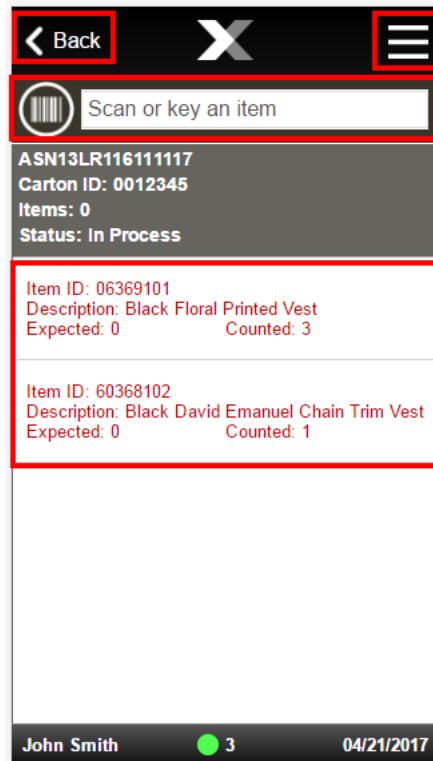 Back
Scan or key an item
ASN13LR116111117
Carton ID: 0012345
Items: 0
Status: In Process
Item ID: 06369101
Description: Black Floral Printed Vest
Expected: 0 Counted: 3
Item ID: 60368102
Description: Black David Emanuel Chain Trim Vest
Expected: 0 Counted: 1
John Smith 3 04/21/2017